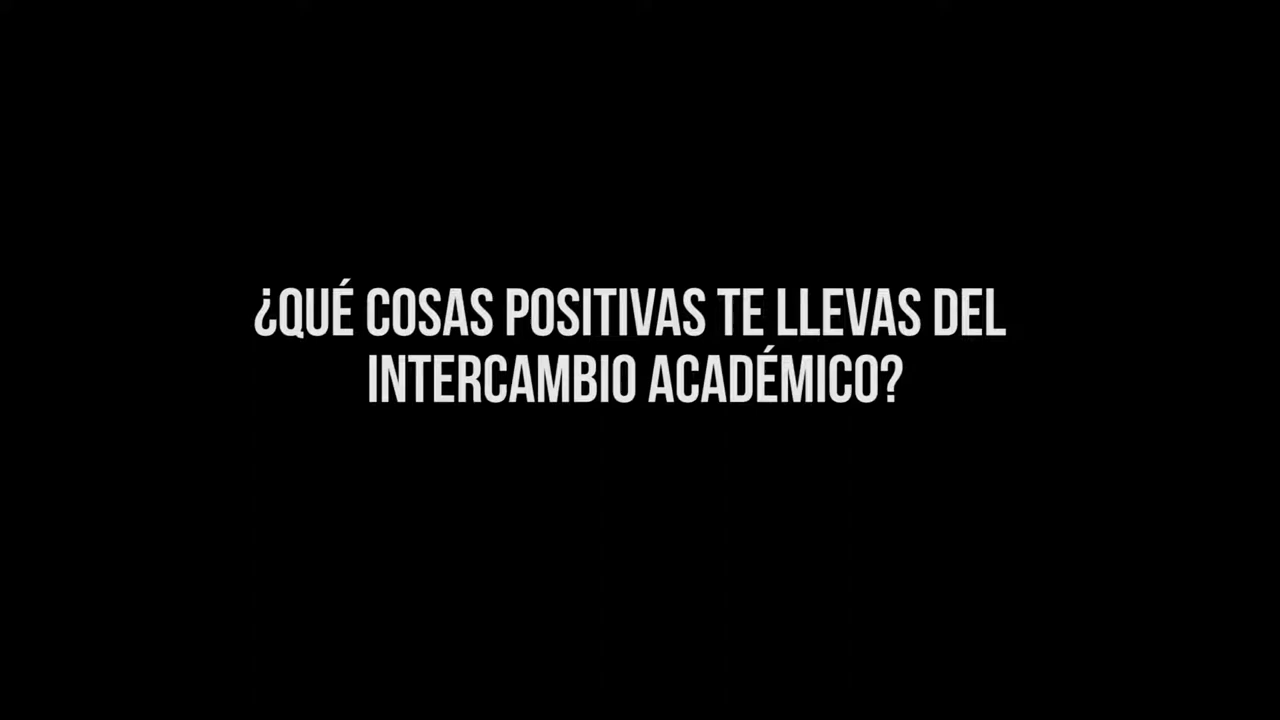 ¿QUÉ COSAS POSITIVAS TE LLEVAS DEL
INTERCAMBIO ACADÉMICO?